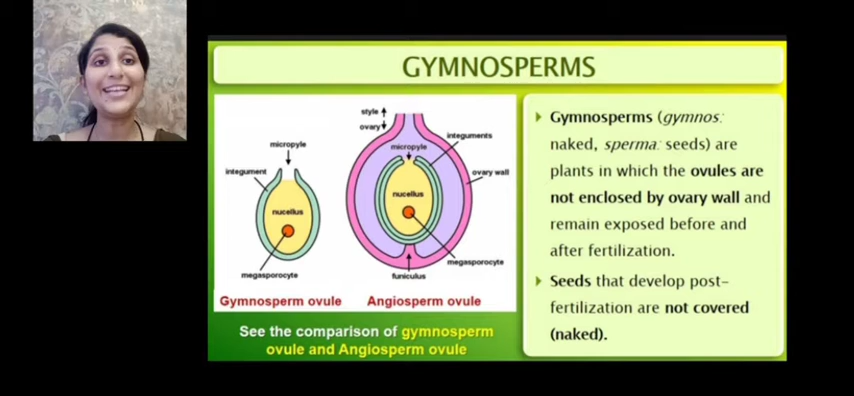 GYMNOSPERMS
style
ovary
micropyle
integument
nucellus
megasporocyte
Gymnosperm ovule
micropyle
integuments
ovary wall
nucellus
megasporocyte
funiculus
Angiosperm ovule
See the comparison of gymnosperm
ovule and Angiosperm ovule
Gymnosperms (gymnos:
naked, sperma: seeds) are
plants in which the ovules are
not enclosed by ovary wall and
remain exposed before and
after fertilization.
Seeds that develop post-
fertilization are not covered
(naked).